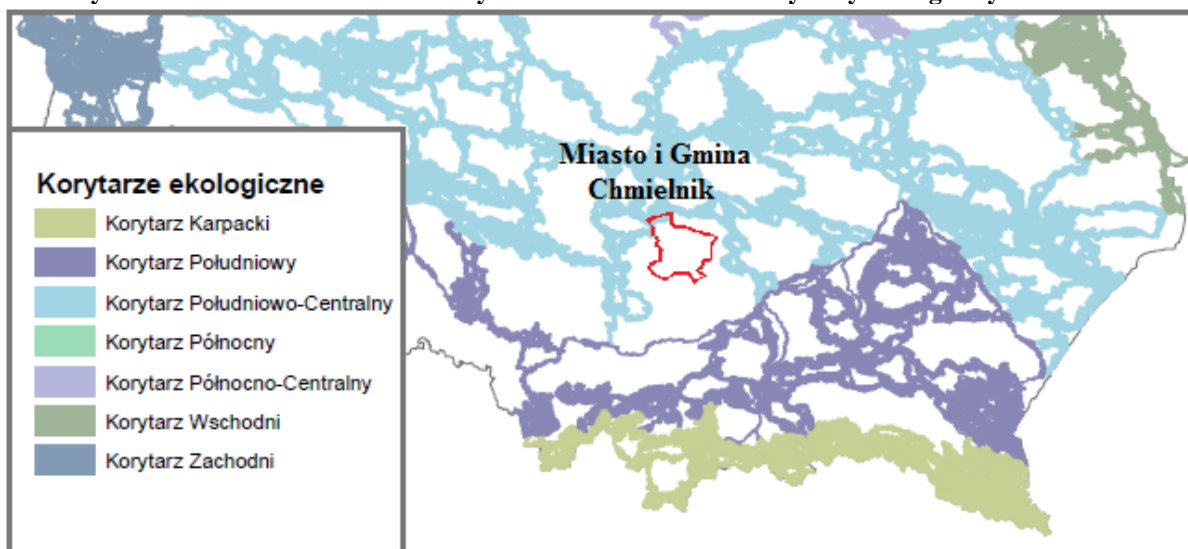 Miasto i Gmina
Chmielnik
Korytarze ekologiczne
Korytarz Karpacki
Korytarz Południowy
Korytarz Południowo-Centralny
Korytarz Północny
Korytarz Północno-Centralny
Korytarz Wschodni
Korytarz Zachodni